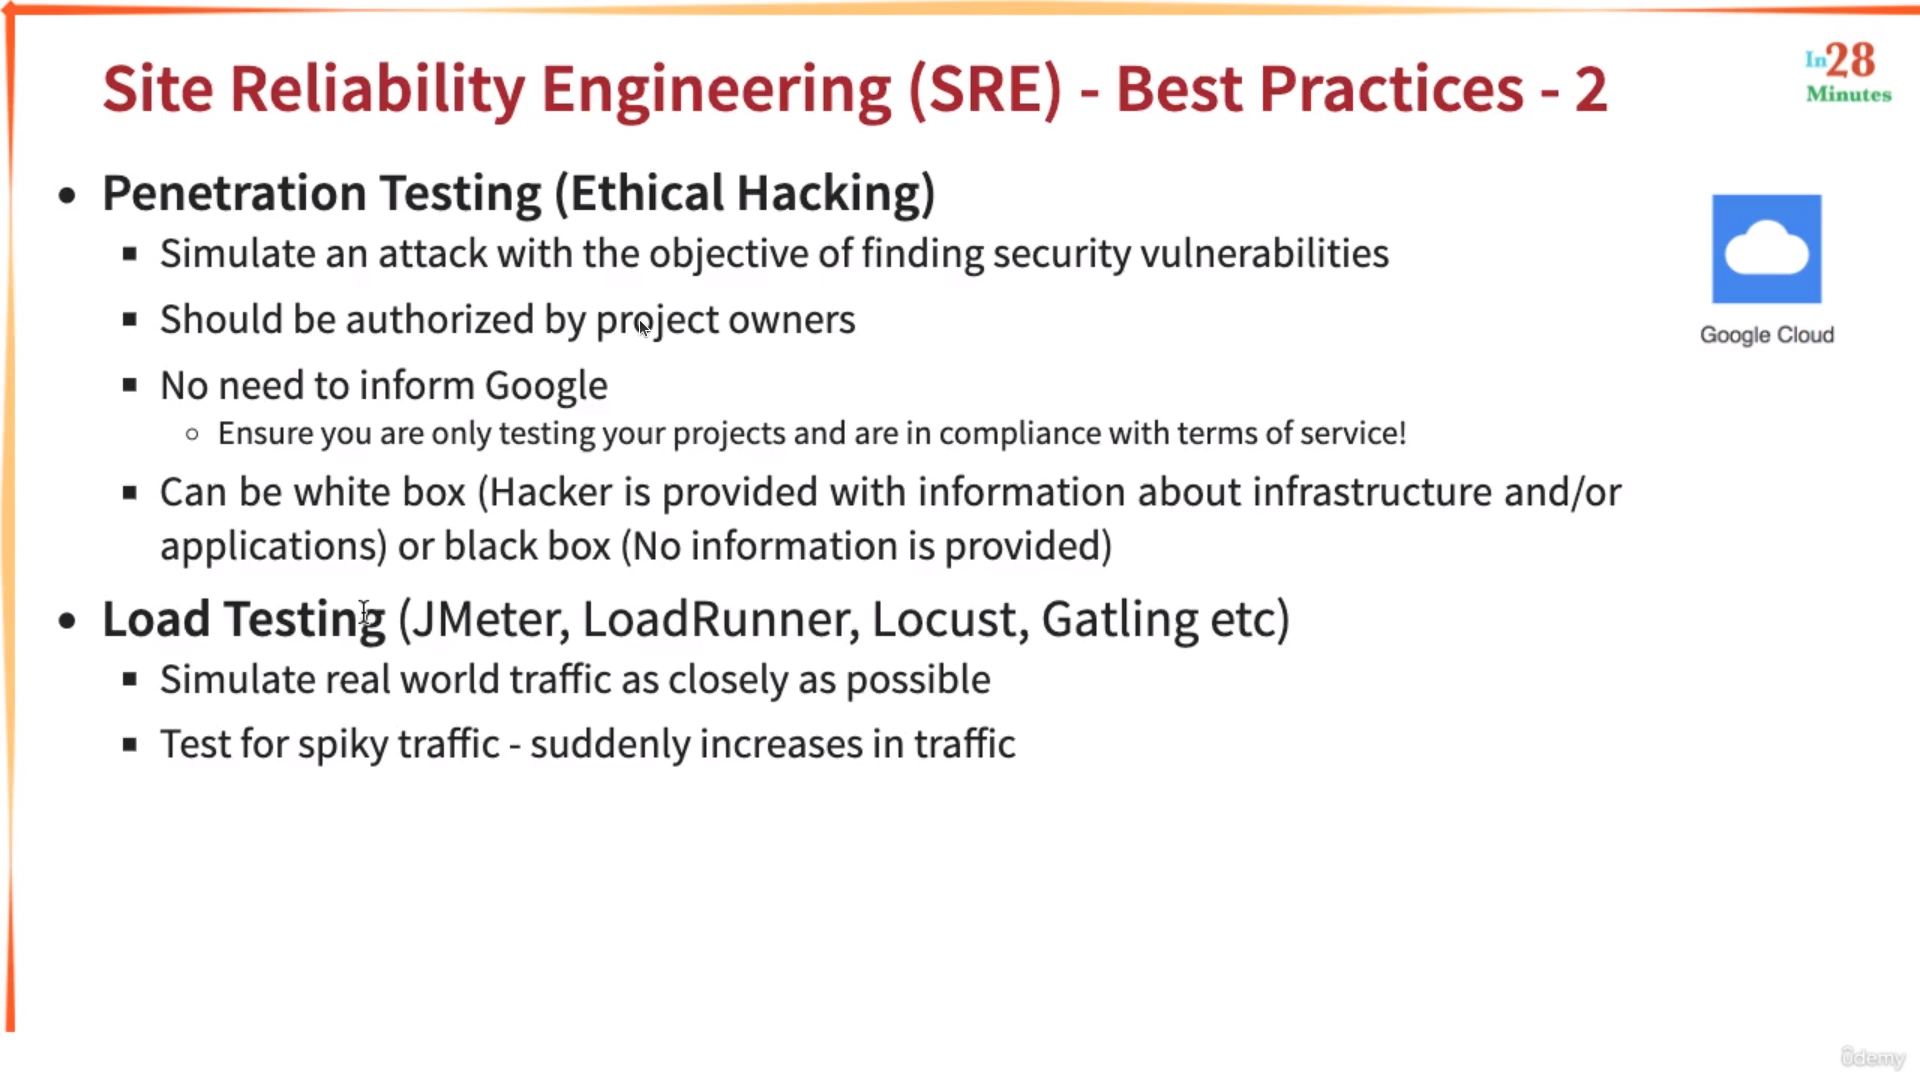 Site Reliability Engineering (SRE) - Best Practices - 2
In28
Minutes
Penetration Testing (Ethical Hacking)
Simulate an attack with the objective of finding security vulnerabilities
Should be authorized by project owners
No need to inform Google
Ensure you are only testing your projects and are in compliance with terms of service!
Can be white box (Hacker is provided with information about infrastructure and/or
applications) or black box (No information is provided)
Google Cloud
Load Testing (JMeter, LoadRunner, Locust, Gatling etc)
Simulate real world traffic as closely as possible
Test for spiky traffic - suddenly increases in traffic
ûdemy